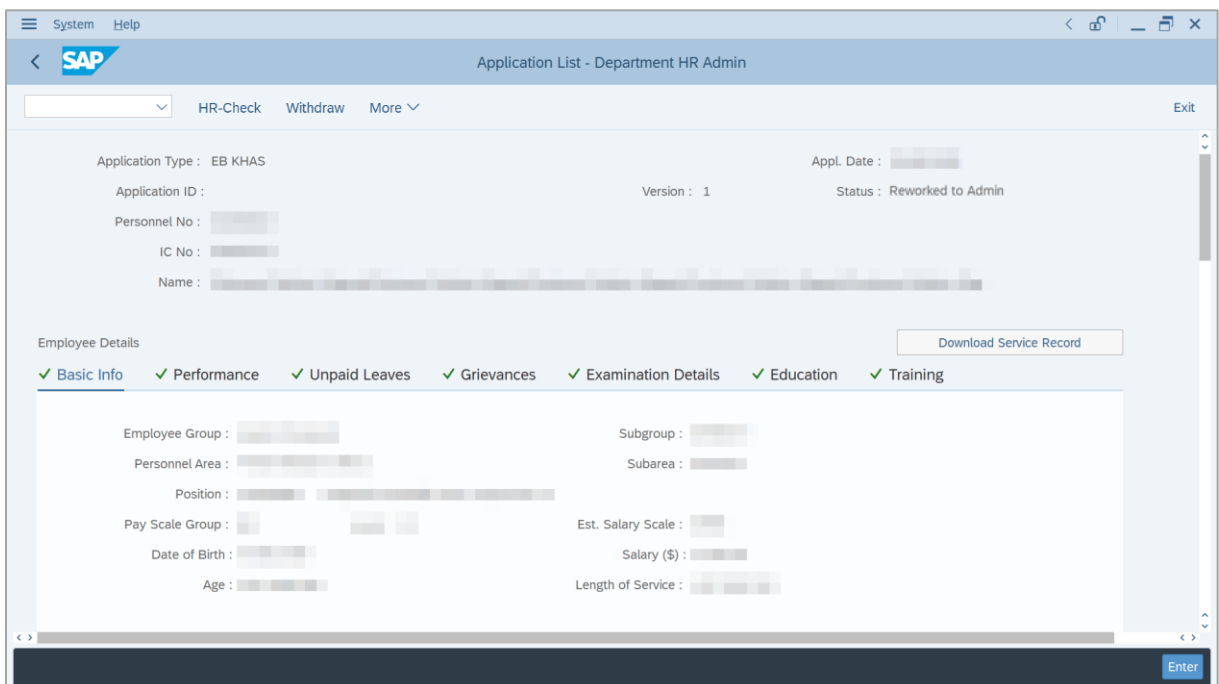 System Help
SAP Application List - Department HR Admin
HR-Check Withdraw More Exit
Application Type : EB KHAS Appl. Date :
Application ID : Version : 1 Status : Reworked to Admin
Personnel No :
IC No :
Name :
Employee Details Download Service Record
Basic Info Performance Unpaid Leaves Grievances Examination Details Education Training
Employee Group : Subgroup :
Personnel Area : Subarea :
Position :
Pay Scale Group : Est. Salary Scale :
Date of Birth : Salary ($) :
Age : Length of Service :
Enter